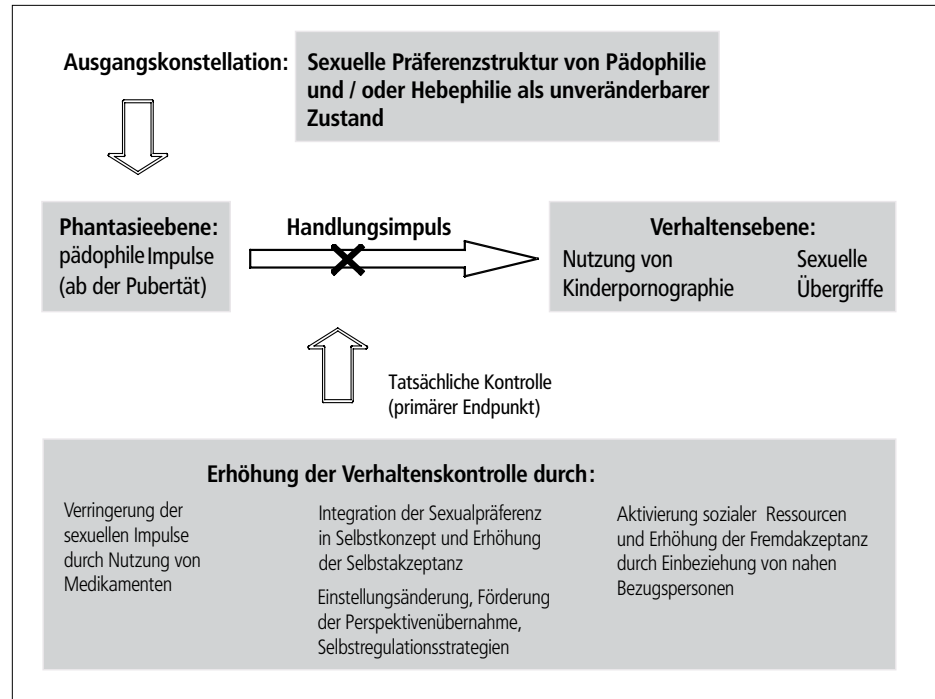 Ausgangskonstellation:
Sexuelle Präferenzstruktur von Pädophilie
und / oder Hebephilie als unveränderbarer
Zustand
Phantasieebene:
pädophile Impulse
(ab der Pubertät)
Handlungsimpuls
Verhaltensebene:
Nutzung von
Kinderpornographie
Sexuelle
Übergriffe
Tatsächliche Kontrolle
(primärer Endpunkt)
Erhöhung der Verhaltenskontrolle durch:
Verringerung der
sexuellen Impulse
durch Nutzung von
Medikamenten
Integration der Sexualpräferenz
in Selbstkonzept und Erhöhung
der Selbstakzeptanz
Einstellungsänderung, Förderung
der Perspektivenübernahme,
Selbstregulationsstrategien
Aktivierung sozialer Ressourcen
und Erhöhung der Fremdakzeptanz
durch Einbeziehung von nahen
Bezugspersonen